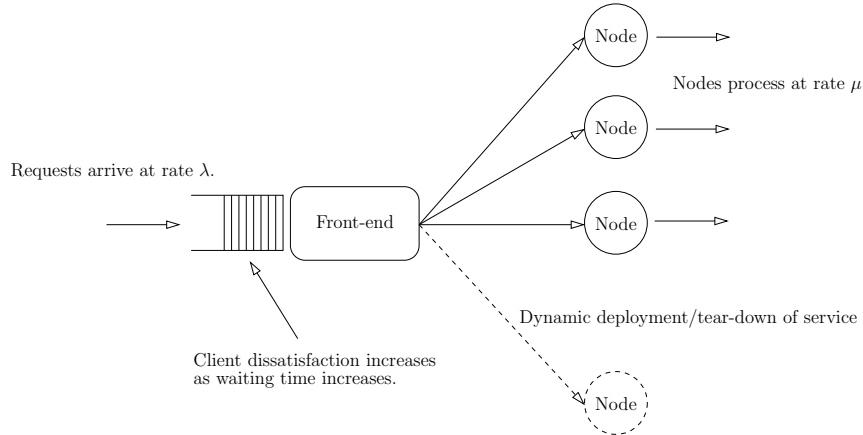 Node
Nodes process at rate μ
Node
Requests arrive at rate λ.
Front-end
Node
Dynamic deployment/tear-down of service
Client dissatisfaction increases
as waiting time increases.
Node